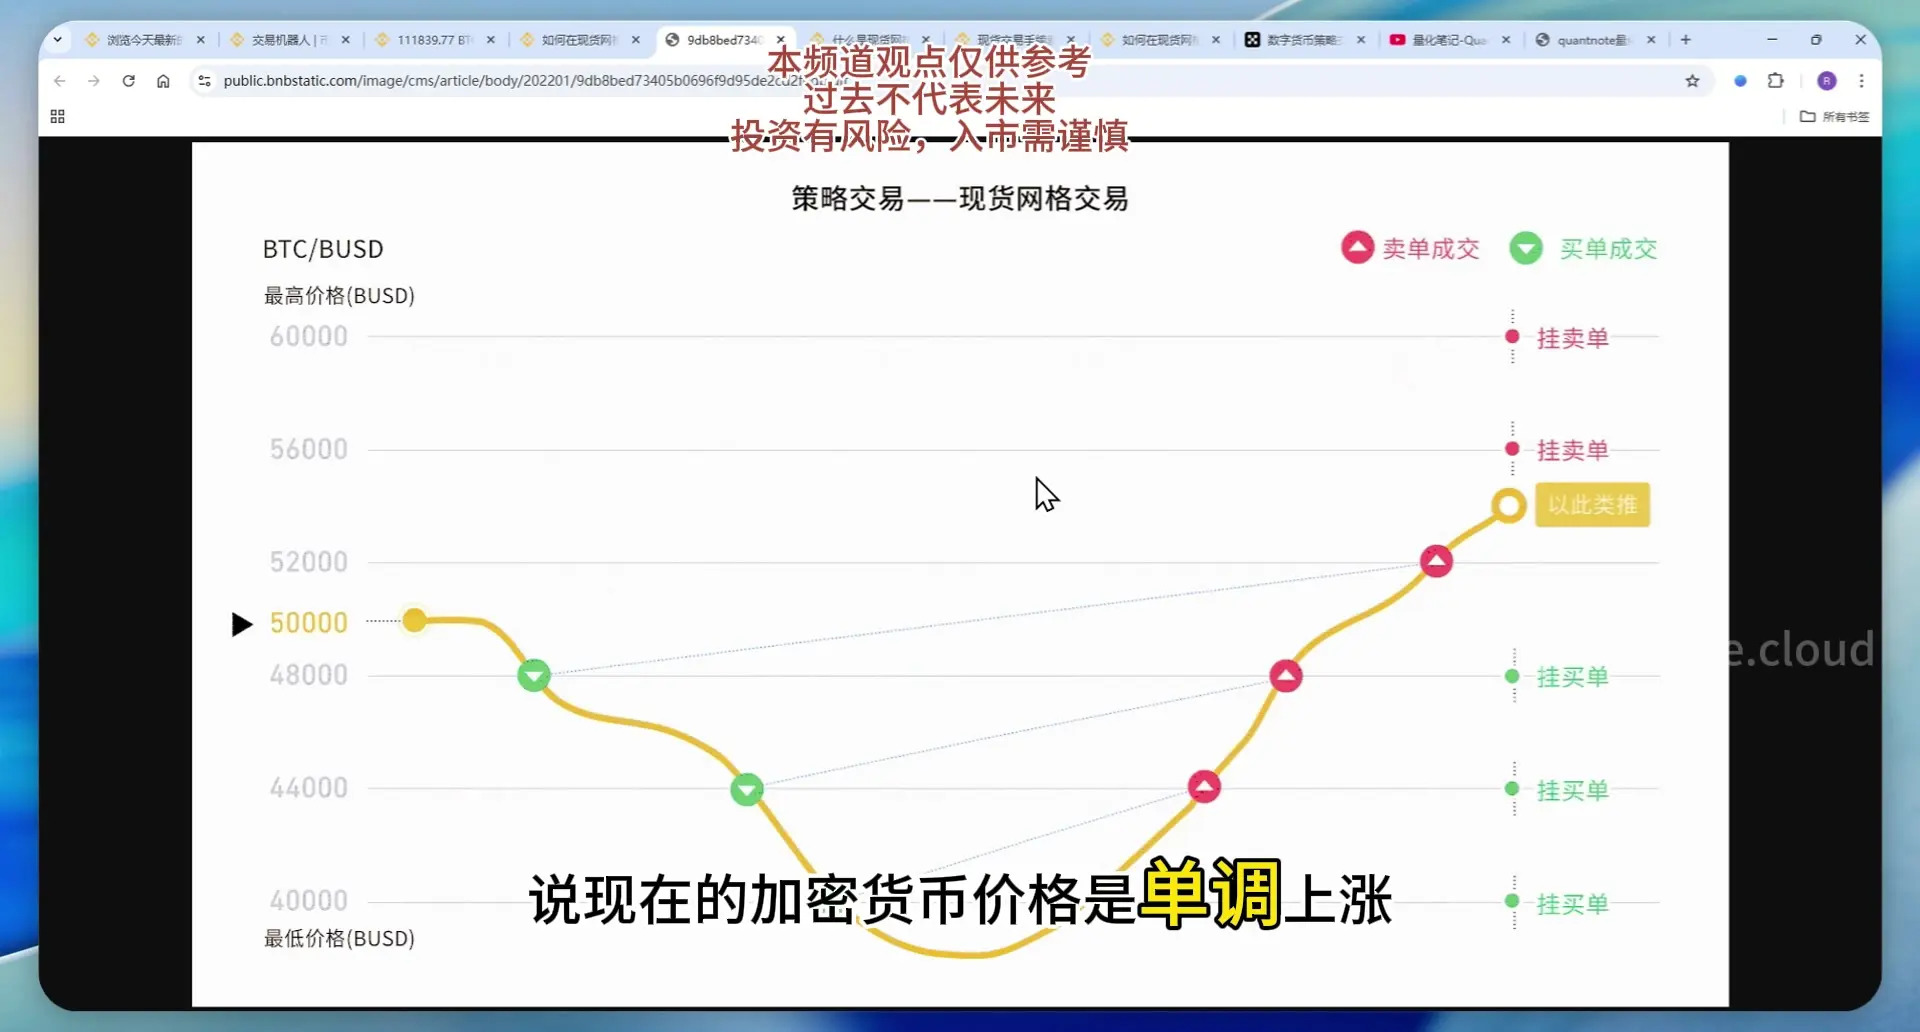 浏览今天最新
交易机器人 | 币
111839.77 BT
如何在现货网
9db8bed7340
什么是现货网
现货交易手续
如何在现货网
数字货币策略
量化笔记-Qua
quantnote量
public.bnbstatic.com/image/cms/article/body/202201/9db8bed73405b0696f9d95de2cd2f
R
所有书签
本频道观点仅供参考
过去不代表未来
投资有风险，入市需谨慎
策略交易——现货网格交易
BTC/BUSD
卖单成交
买单成交
最高价格(BUSD)
60000
挂卖单
56000
挂卖单
以此类推
52000
50000
e.cloud
48000
挂买单
44000
挂买单
40000
挂买单
说现在的加密货币价格是单调上涨
最低价格(BUSD)